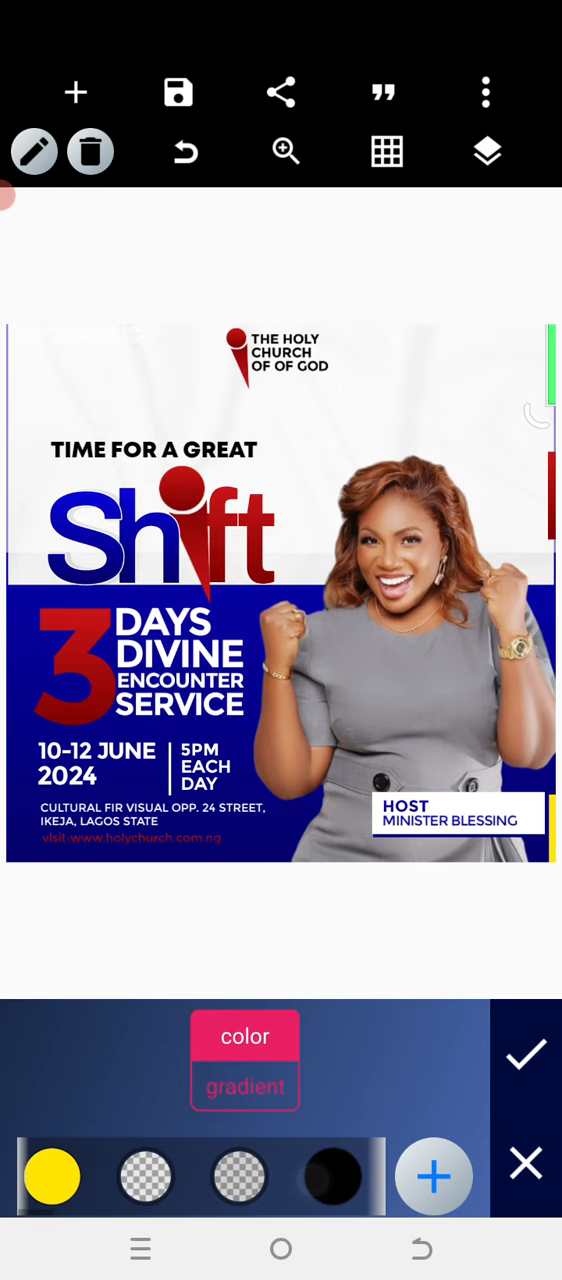 THE HOLY
CHURCH
OF OF GOD
TIME FOR A GREAT
Shift
3 DAYS
DIVINE
ENCOUNTER
SERVICE
10-12 JUNE
2024
5PM
EACH
DAY
CULTURAL FIR VISUAL OPP. 24 STREET,
IKEJA, LAGOS STATE
visit:www.holychurch.com.ng
HOST
MINISTER BLESSING
color
gradient